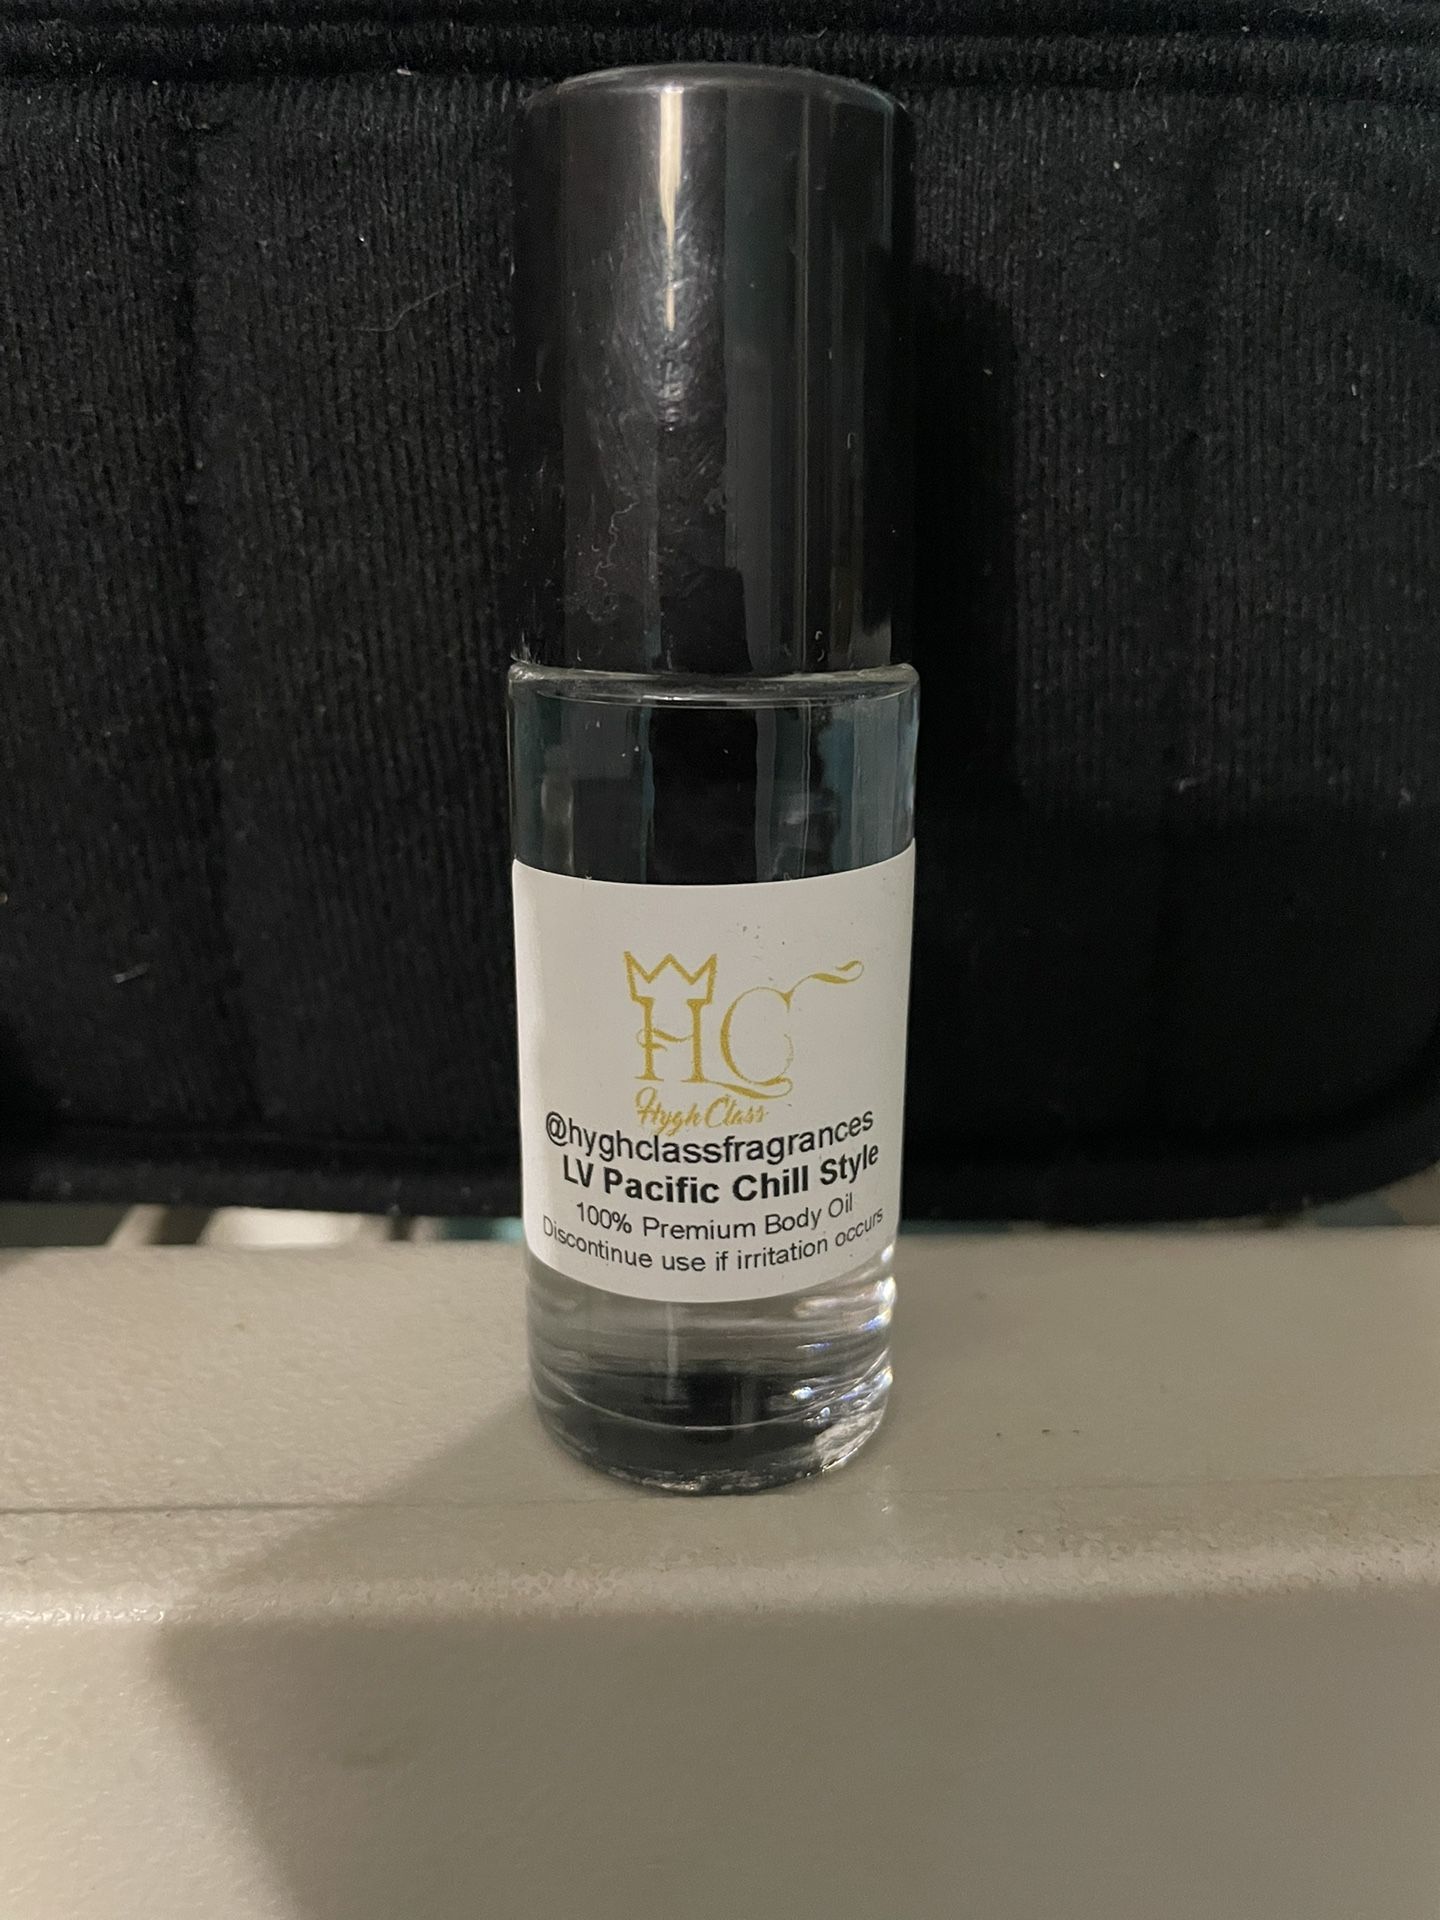 HC
Hygh Class
@hyghclassfragrances
LV Pacific Chill Style
100% Premium Body Oil
Discontinue use if irritation occurs